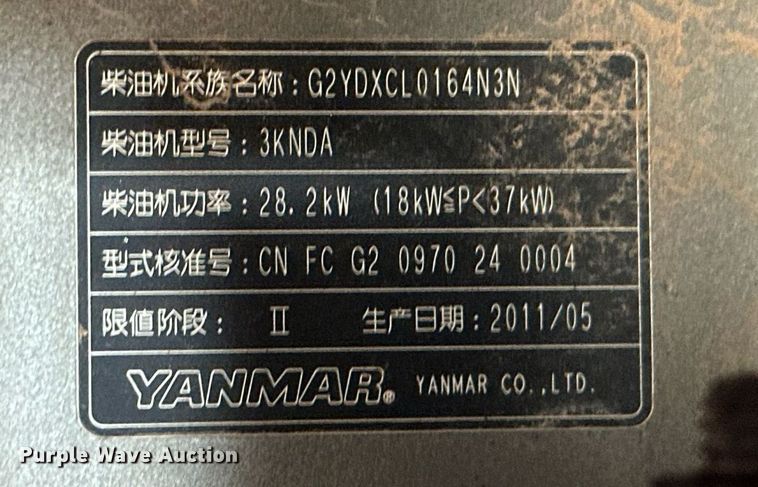 柴油机系族名称：G2YDXCL0164N3N
柴油机型号：3KNDA
柴油机功率：28.2kW (18kW≦P<37kW)
型式核准号：CN FC G2 0970 24 0004
限值阶段： Ⅱ 生产日期：2011/05
YANMAR® YANMAR CO.,LTD.
Purple Wave Auction